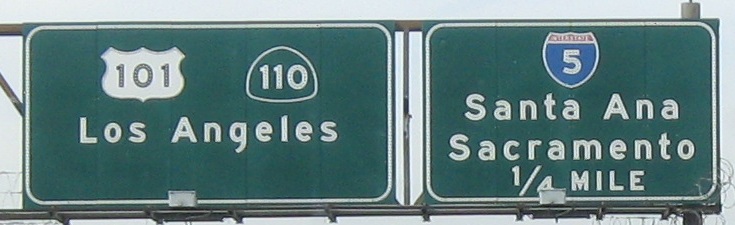 101 110
Los Angeles
INTERSTATE
5
Santa Ana
Sacramento
1/4 MILE